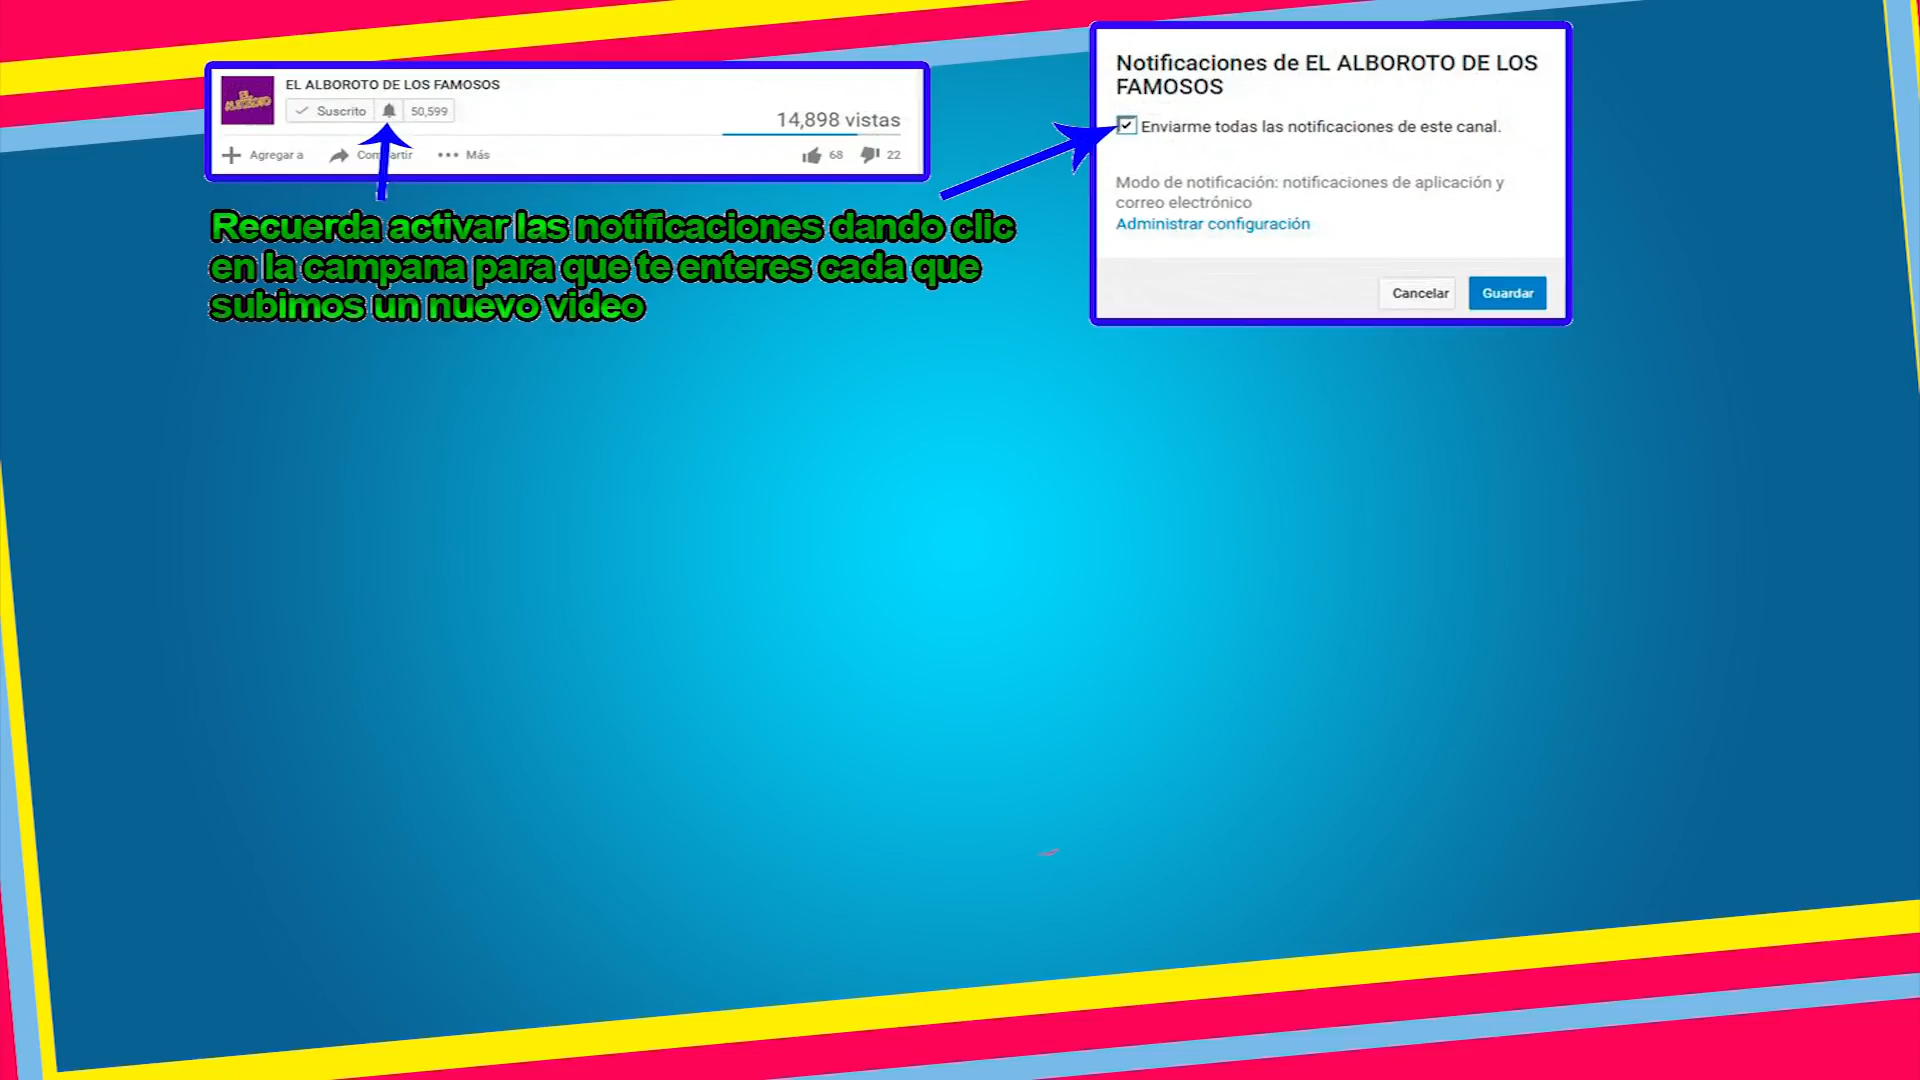 EL ALBOROTO DE LOS FAMOSOS
EL
ALBOROTO
Suscrito 50,599
14,898 vistas
Agregar a Compartir Más 68 22
Recuerda activar las notificaciones dando clic
en la campana para que te enteres cada que
subimos un nuevo video
Notificaciones de EL ALBOROTO DE LOS
FAMOSOS
Enviarme todas las notificaciones de este canal.
Modo de notificación: notificaciones de aplicación y
correo electrónico
Administrar configuración
Cancelar Guardar